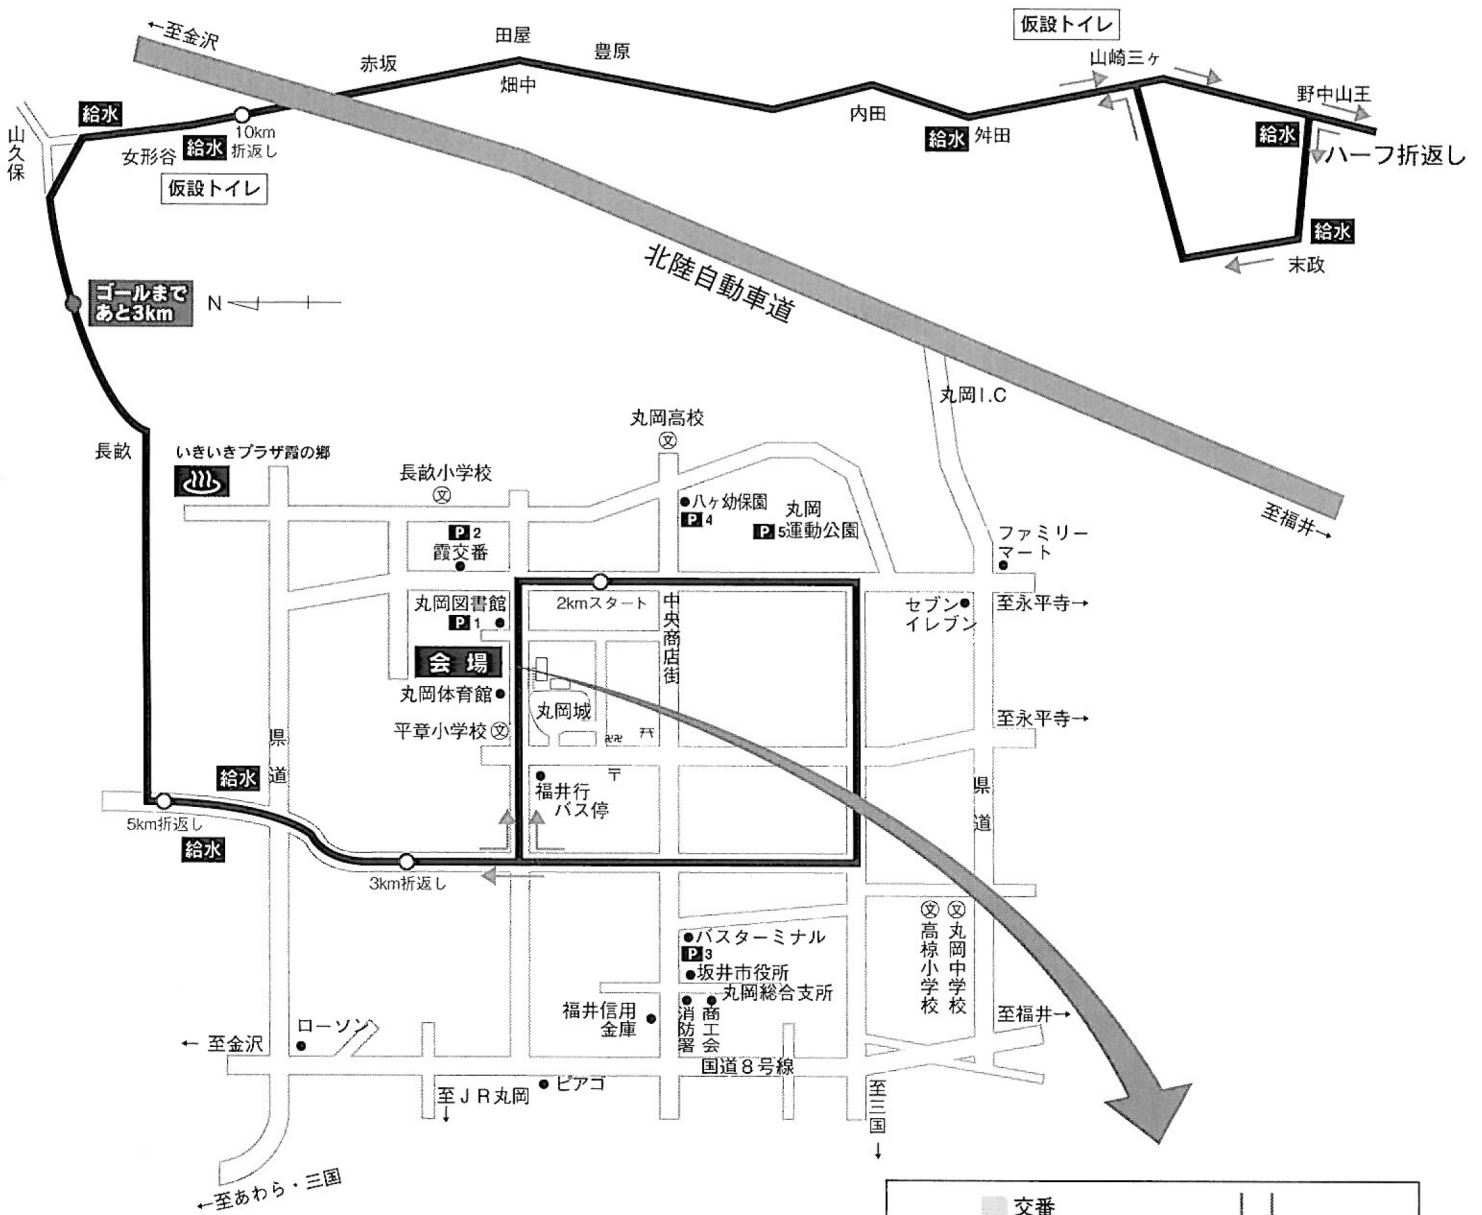 ←至金沢
仮設トイレ
田屋
豊原
山崎三ヶ
赤坂
畑中
野中山王
給水
10km
折返し
内田
給水
舛田
給水
山久保
女形谷
給水
ハーフ折返し
仮設トイレ
給水
末政
北陸自動車道
ゴールまで
あと3km
N
丸岡I.C
丸岡高校
文
長畝
いきいきプラザ霞の郷
長畝小学校
文
八ヶ幼保園
P 4
丸岡
P 5運動公園
至福井→
P 2
霞交番
ファミリー
マート
丸岡図書館
P 1
2kmスタート
中央商店街
セブン
イレブン
至永平寺→
会場
丸岡体育館
丸岡城
平章小学校 文
至永平寺→
県道
給水
〒
福井行
バス停
県道
5km折返し
給水
3km折返し
文
高椋小学校
文
丸岡中学校
バスターミナル
P 3
坂井市役所
丸岡総合支所
福井信用
金庫
消防署
商工会
至福井→
ローソン
← 至金沢
国道8号線
ピアゴ
至JR丸岡
↓
至三国
↓
←至あわら・三国
交番